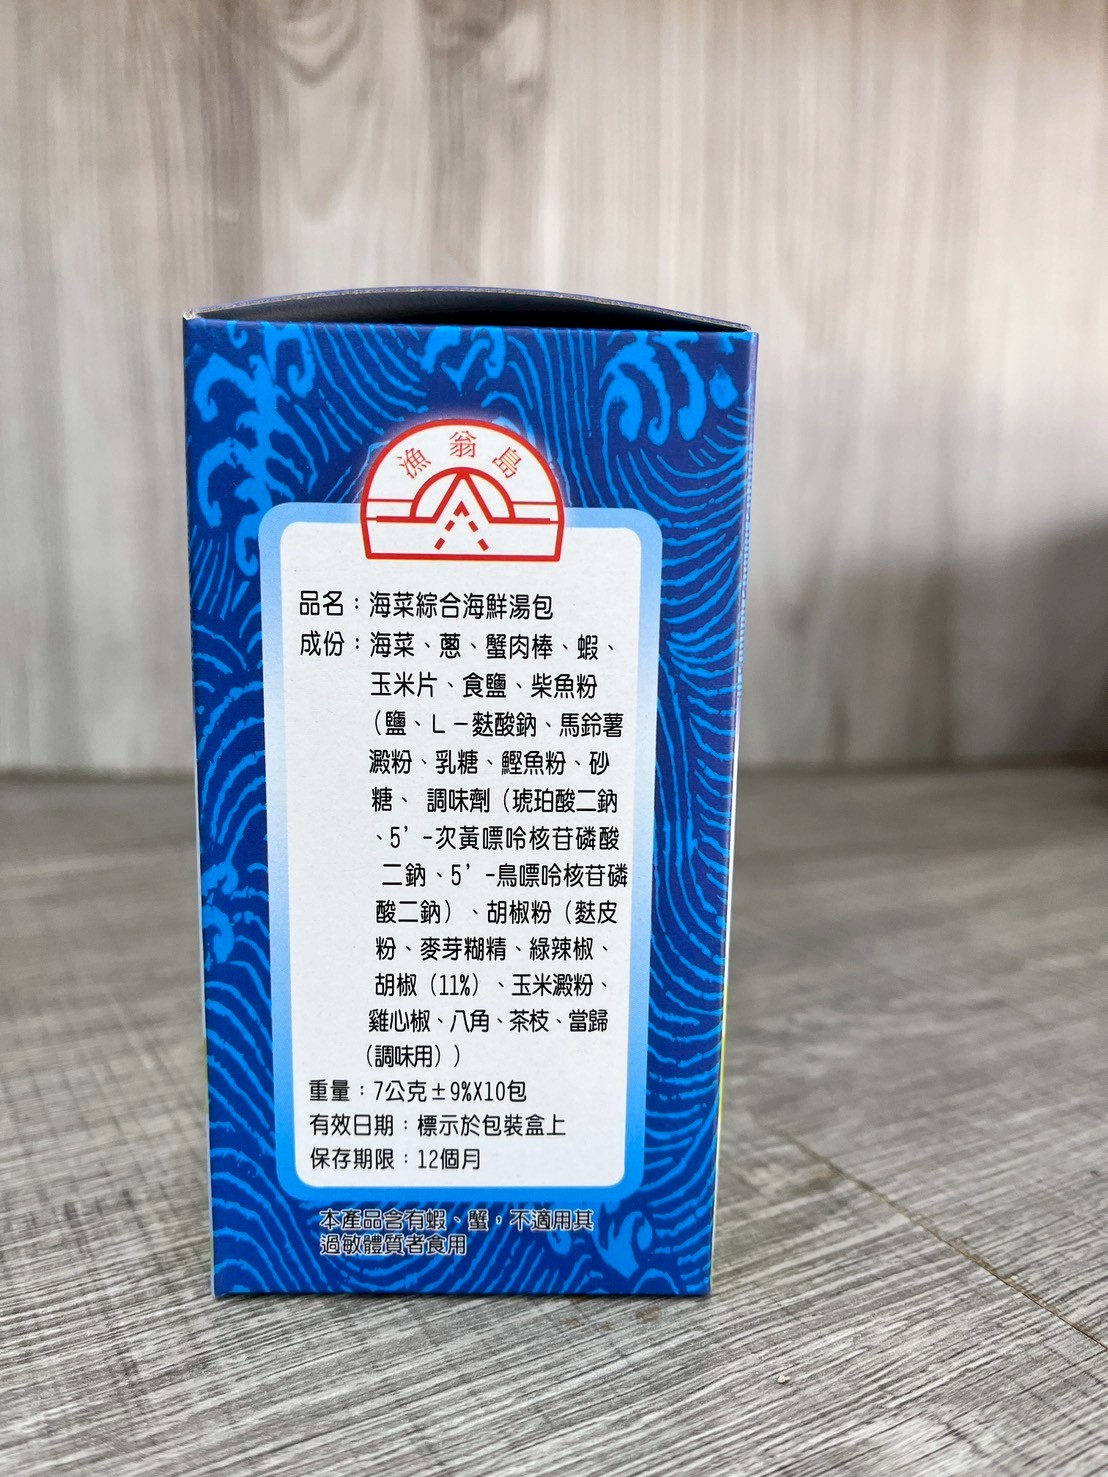 漁翁島
品名：海菜綜合海鮮湯包
成份：海菜、蔥、蟹肉棒、蝦、
玉米片、食鹽、柴魚粉
（鹽、L－麩酸鈉、馬鈴薯
澱粉、乳糖、鰹魚粉、砂
糖、 調味劑（琥珀酸二鈉
、5’-次黃嘌呤核苷磷酸
二鈉、5’-鳥嘌呤核苷磷
酸二鈉）、胡椒粉（麩皮
粉、麥芽糊精、綠辣椒、
胡椒（11%）、玉米澱粉、
雞心椒、八角、茶枝、當歸
（調味用））
重量：7公克±9%X10包
有效日期：標示於包裝盒上
保存期限：12個月
本產品含有蝦、蟹，不適用其
過敏體質者食用